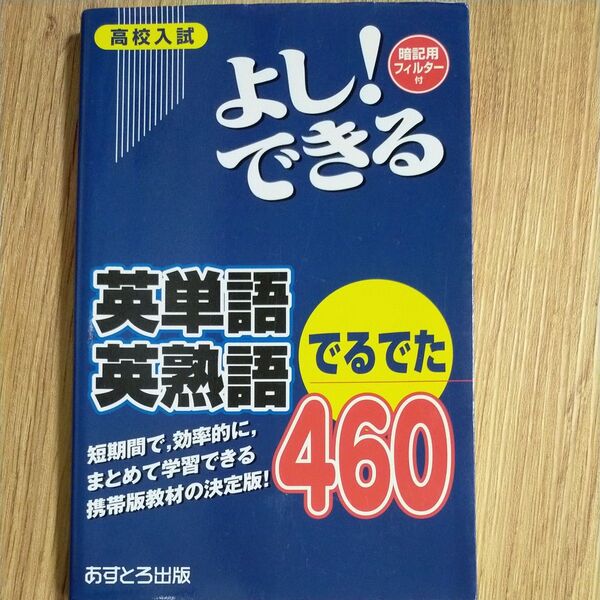 高校入試
暗記用
フィルター
付
よし!
できる
英単語
英熟語
でるでた
460
短期間で,効率的に,
まとめて学習できる
携帯版教材の決定版!
あすとろ出版